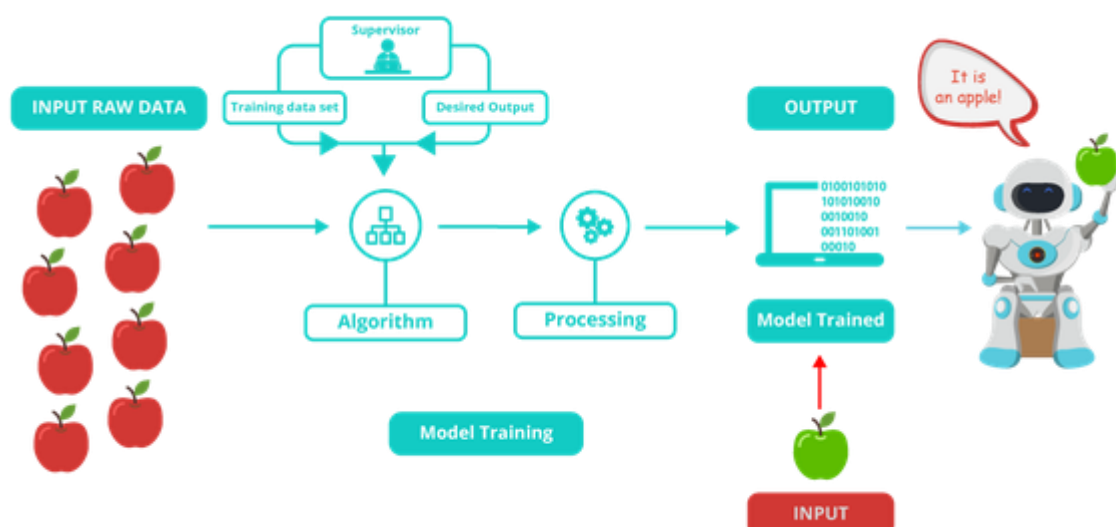 Supervisor
INPUT RAW DATA
Training data set
Desired Output
OUTPUT
It is
an apple!
0100101010
101010010
0010010
001101001
00010
Algorithm
Processing
Model Trained
Model Training
INPUT